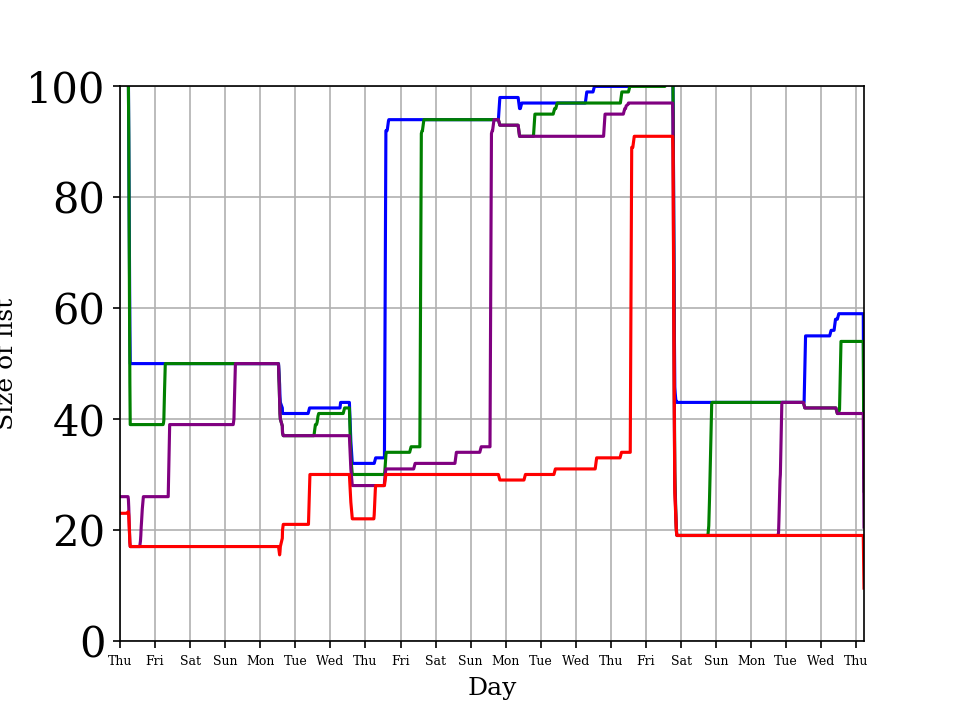 100
80
60
40
20
0
Size of list
Thu Fri Sat Sun Mon Tue Wed Thu Fri Sat Sun Mon Tue Wed Thu Fri Sat Sun Mon Tue Wed Thu
Day